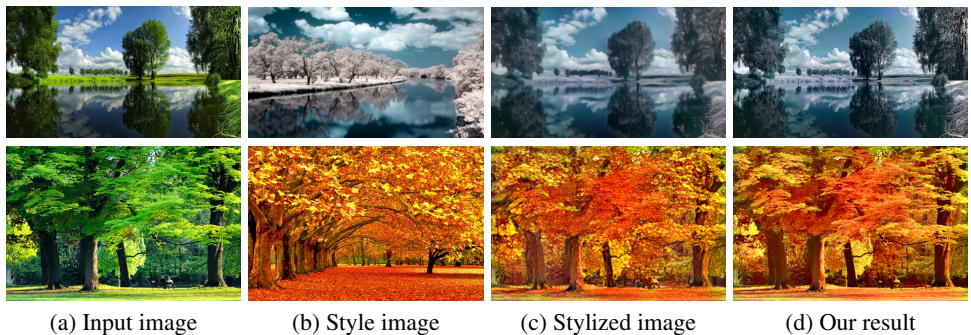 (a) Input image
(b) Style image
(c) Stylized image
(d) Our result